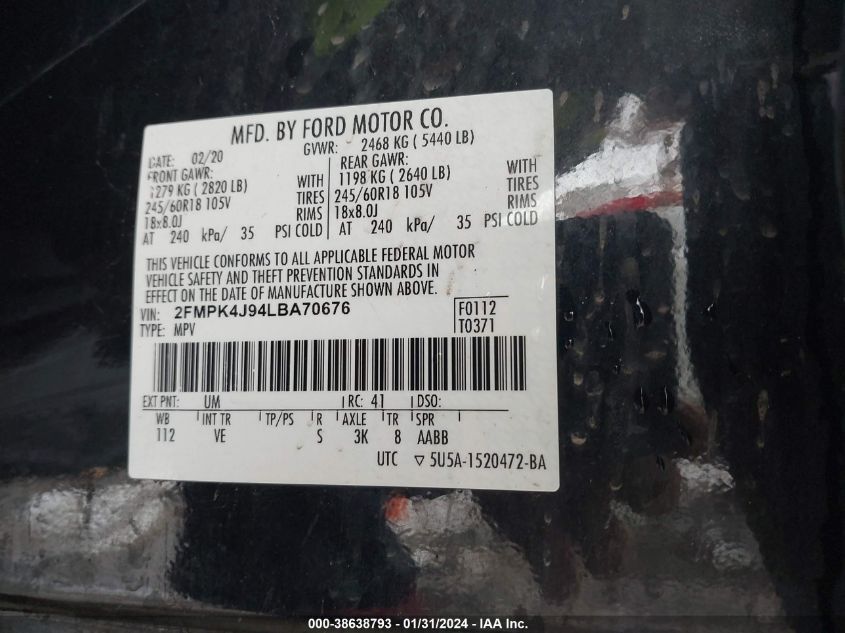 MFD. BY FORD MOTOR CO.
DATE: 02/20 GVWR: 2468 KG ( 5440 LB)
FRONT GAWR: REAR GAWR:
1279 KG ( 2820 LB) WITH 1198 KG ( 2640 LB) WITH
245/60R18 105V TIRES 245/60R18 105V TIRES
18x8.0J RIMS 18x8.0J RIMS
AT 240 kPa/ 35 PSI COLD AT 240 kPa/ 35 PSI COLD
THIS VEHICLE CONFORMS TO ALL APPLICABLE FEDERAL MOTOR
VEHICLE SAFETY AND THEFT PREVENTION STANDARDS IN
EFFECT ON THE DATE OF MANUFACTURE SHOWN ABOVE.
VIN: 2FMPK4J94LBA70676 F0112
TYPE: MPV T0371
EXT PNT: UM RC: 41 DSO:
WB INT TR TP/PS R AXLE TR SPR
112 VE S 3K 8 AABB
UTC ▽ 5U5A-1520472-BA
000-38638793 - 01/31/2024 - IAA Inc.